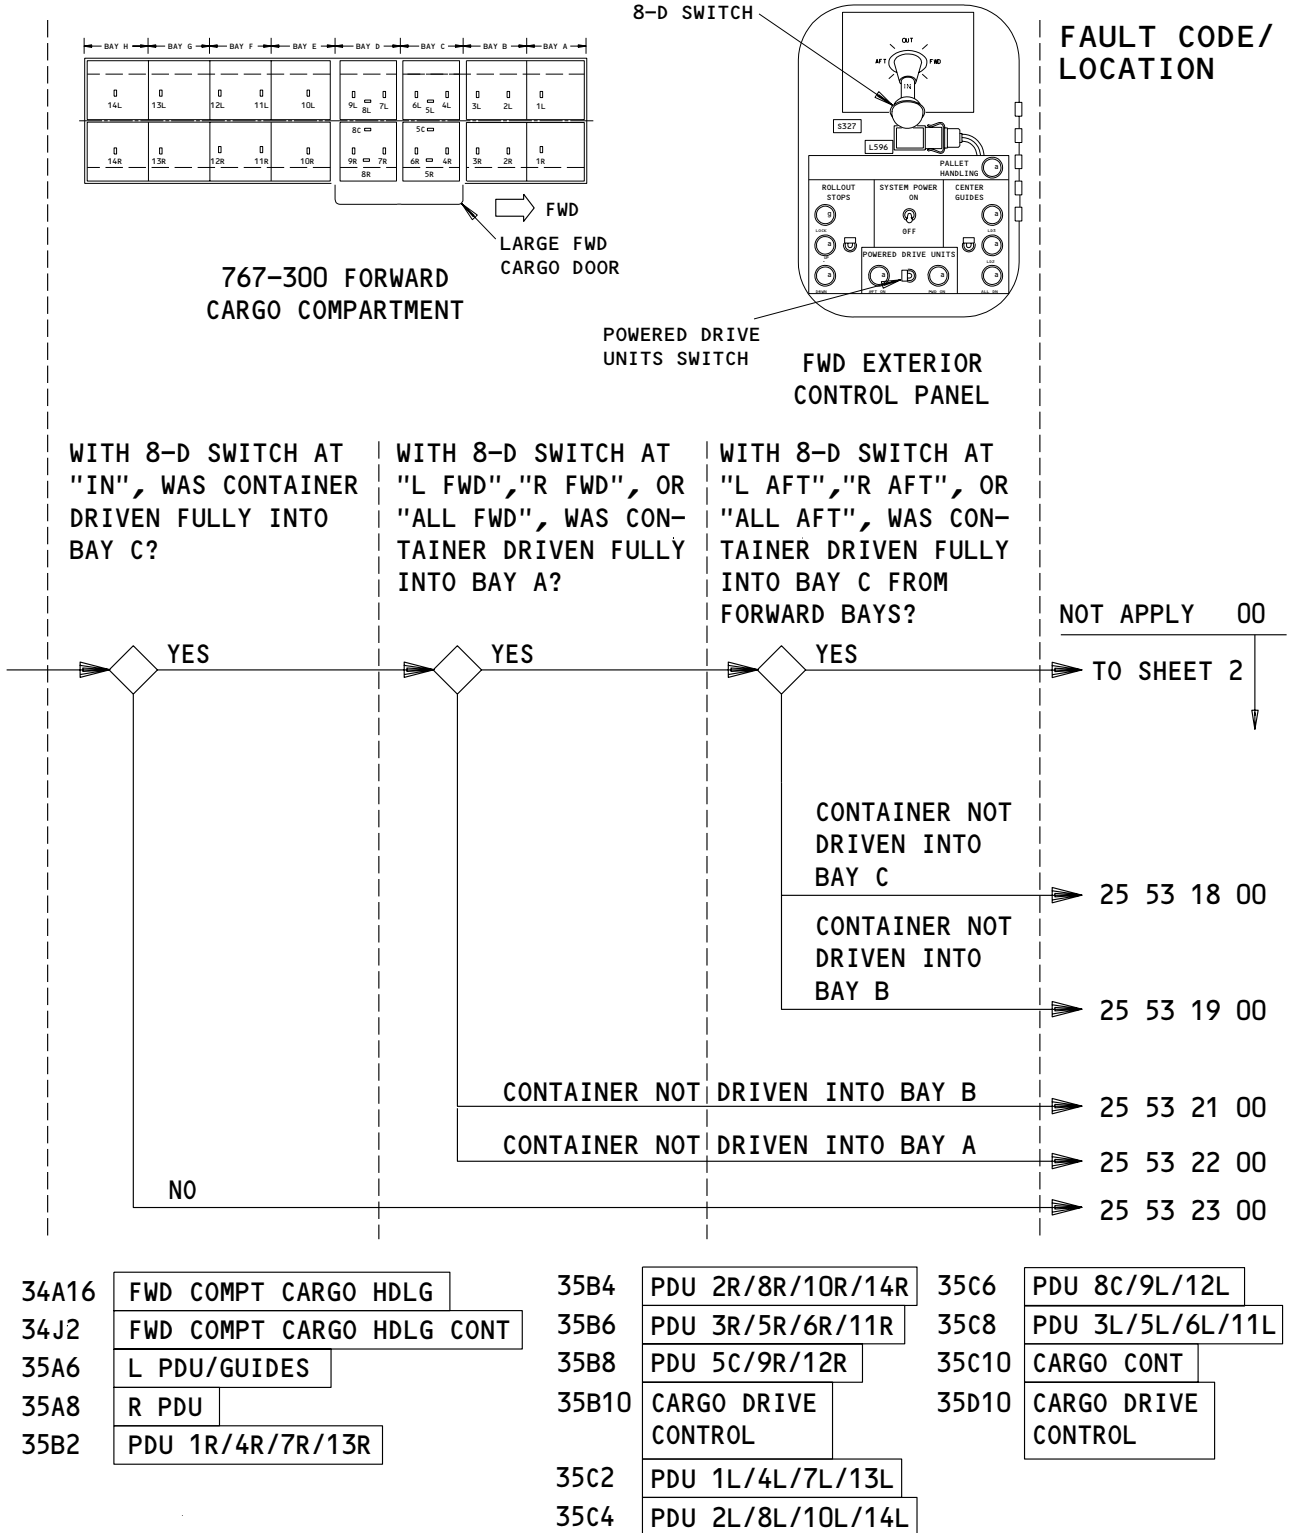 8-D SWITCH
FAULT CODE/
LOCATION
BAY H BAY G BAY F BAY E BAY D BAY C BAY B BAY A
14L 13L 12L 11L 10L 9L 8L 7L 6L 5L 4L 3L 2L 1L
8C 5C
14R 13R 12R 11R 10R 9R 7R 6R 4R 3R 2R 1R
8R 5R
FWD
LARGE FWD
CARGO DOOR
767-300 FORWARD
CARGO COMPARTMENT
OUT
AFT FWD
IN
S327
L596
PALLET
HANDLING
a
ROLLOUT
STOPS
SYSTEM POWER
ON
OFF
CENTER
GUIDES
g
a
LOCK
LD3
a
a
UP
LD2
POWERED DRIVE UNITS
a
a
a
a
DOWN
AFT ON
FWD ON
ALL DN
POWERED DRIVE
UNITS SWITCH
FWD EXTERIOR
CONTROL PANEL
WITH 8-D SWITCH AT
"IN", WAS CONTAINER
DRIVEN FULLY INTO
BAY C?
WITH 8-D SWITCH AT
"L FWD","R FWD", OR
"ALL FWD", WAS CON-
TAINER DRIVEN FULLY
INTO BAY A?
WITH 8-D SWITCH AT
"L AFT","R AFT", OR
"ALL AFT", WAS CON-
TAINER DRIVEN FULLY
INTO BAY C FROM
FORWARD BAYS?
NOT APPLY 00
YES
YES
YES
TO SHEET 2
CONTAINER NOT
DRIVEN INTO
BAY C
25 53 18 00
CONTAINER NOT
DRIVEN INTO
BAY B
25 53 19 00
CONTAINER NOT DRIVEN INTO BAY B
25 53 21 00
CONTAINER NOT DRIVEN INTO BAY A
25 53 22 00
NO
25 53 23 00
34A16 FWD COMPT CARGO HDLG
34J2 FWD COMPT CARGO HDLG CONT
35A6 L PDU/GUIDES
35A8 R PDU
35B2 PDU 1R/4R/7R/13R
35B4 PDU 2R/8R/10R/14R
35B6 PDU 3R/5R/6R/11R
35B8 PDU 5C/9R/12R
35B10 CARGO DRIVE
CONTROL
35C2 PDU 1L/4L/7L/13L
35C4 PDU 2L/8L/10L/14L
35C6 PDU 8C/9L/12L
35C8 PDU 3L/5L/6L/11L
35C10 CARGO CONT
35D10 CARGO DRIVE
CONTROL